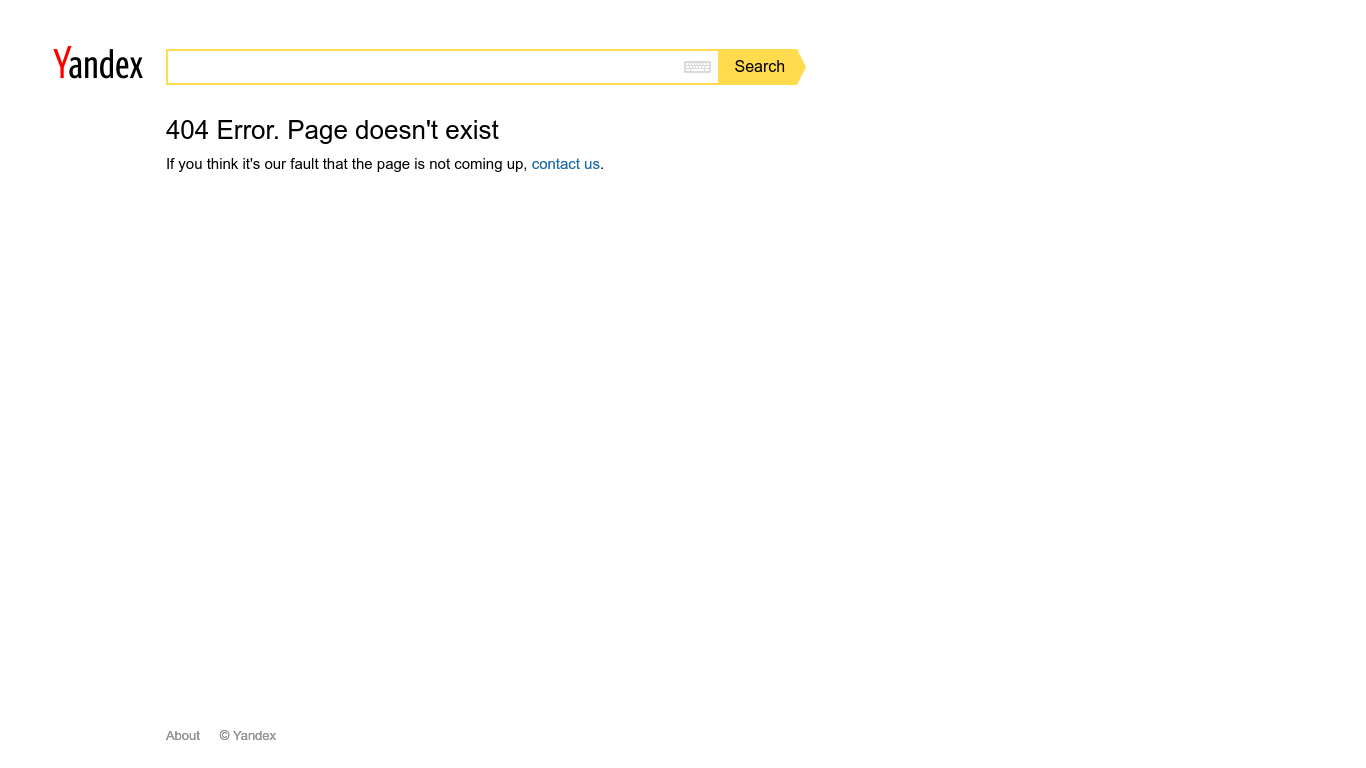 Yandex
Search
404 Error. Page doesn't exist
If you think it's our fault that the page is not coming up, contact us.
About © Yandex